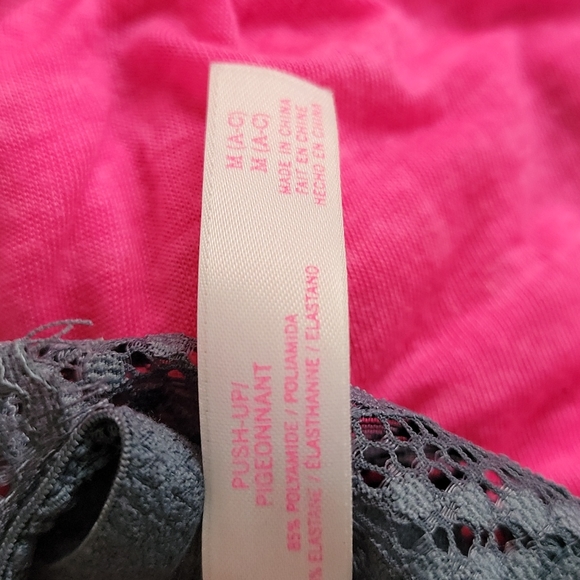 M (A-C)
M (A-C)
MADE IN CHINA
FAIT EN CHINE
HECHO EN CHINA
PUSH-UP/
PIGEONNANT
85% POLYAMIDE / POLIAMIDA
% ELASTANE / ÉLASTHANNE / ELASTANO